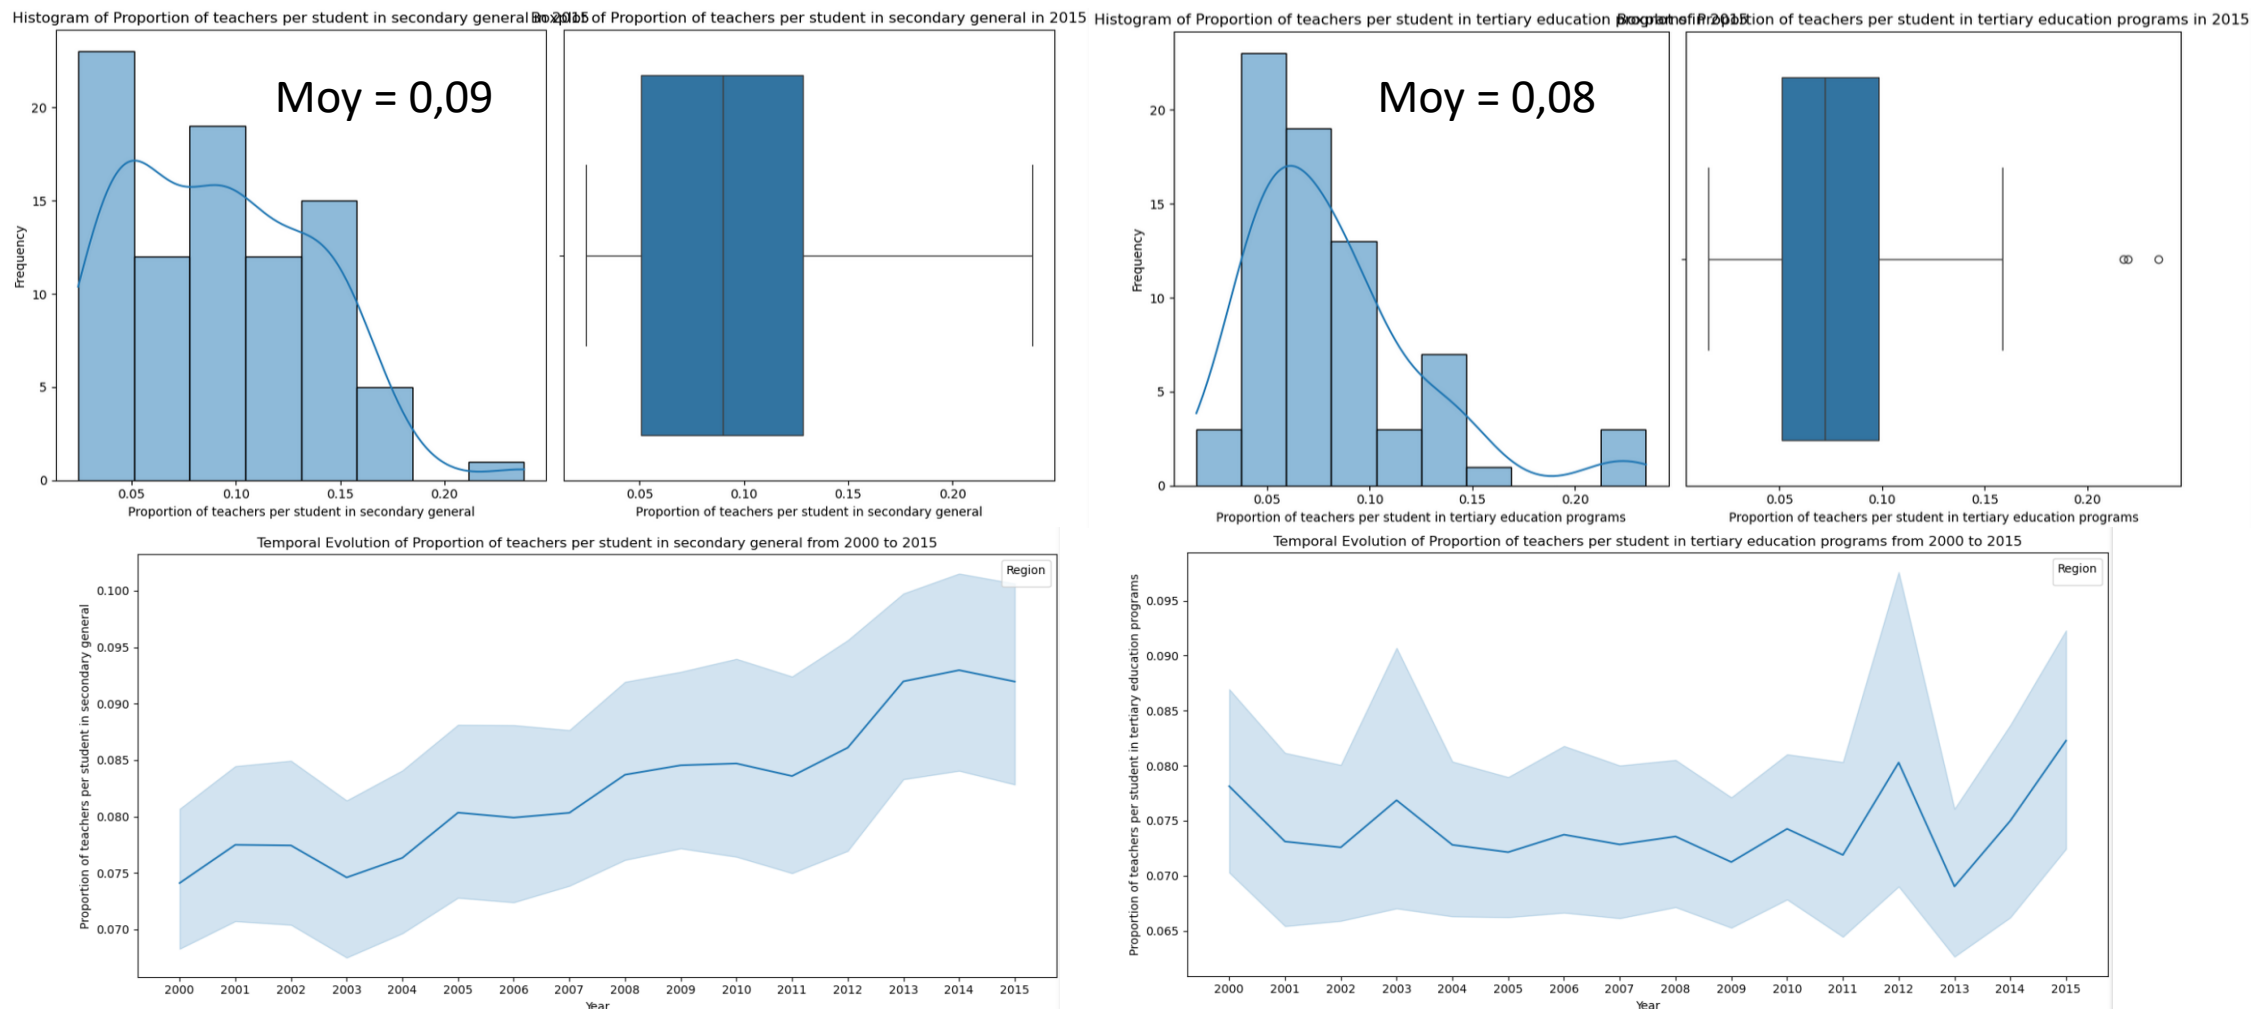 Histogram of Proportion of teachers per student in secondary general in 2015
Boxplot of Proportion of teachers per student in secondary general in 2015
Moy = 0,09
Frequency
20
15
10
5
0
0.05 0.10 0.15 0.20
Proportion of teachers per student in secondary general
0.05 0.10 0.15 0.20
Proportion of teachers per student in secondary general
Histogram of Proportion of teachers per student in tertiary education programs in 2015
Boxplot of Proportion of teachers per student in tertiary education programs in 2015
Moy = 0,08
Frequency
20
15
10
5
0
0.05 0.10 0.15 0.20
Proportion of teachers per student in tertiary education programs
0.05 0.10 0.15 0.20
Proportion of teachers per student in tertiary education programs
Temporal Evolution of Proportion of teachers per student in secondary general from 2000 to 2015
Region
Proportion of teachers per student in secondary general
0.100
0.095
0.090
0.085
0.080
0.075
0.070
2000 2001 2002 2003 2004 2005 2006 2007 2008 2009 2010 2011 2012 2013 2014 2015
Year
Temporal Evolution of Proportion of teachers per student in tertiary education programs from 2000 to 2015
Region
Proportion of teachers per student in tertiary education programs
0.095
0.090
0.085
0.080
0.075
0.070
0.065
2000 2001 2002 2003 2004 2005 2006 2007 2008 2009 2010 2011 2012 2013 2014 2015
Year